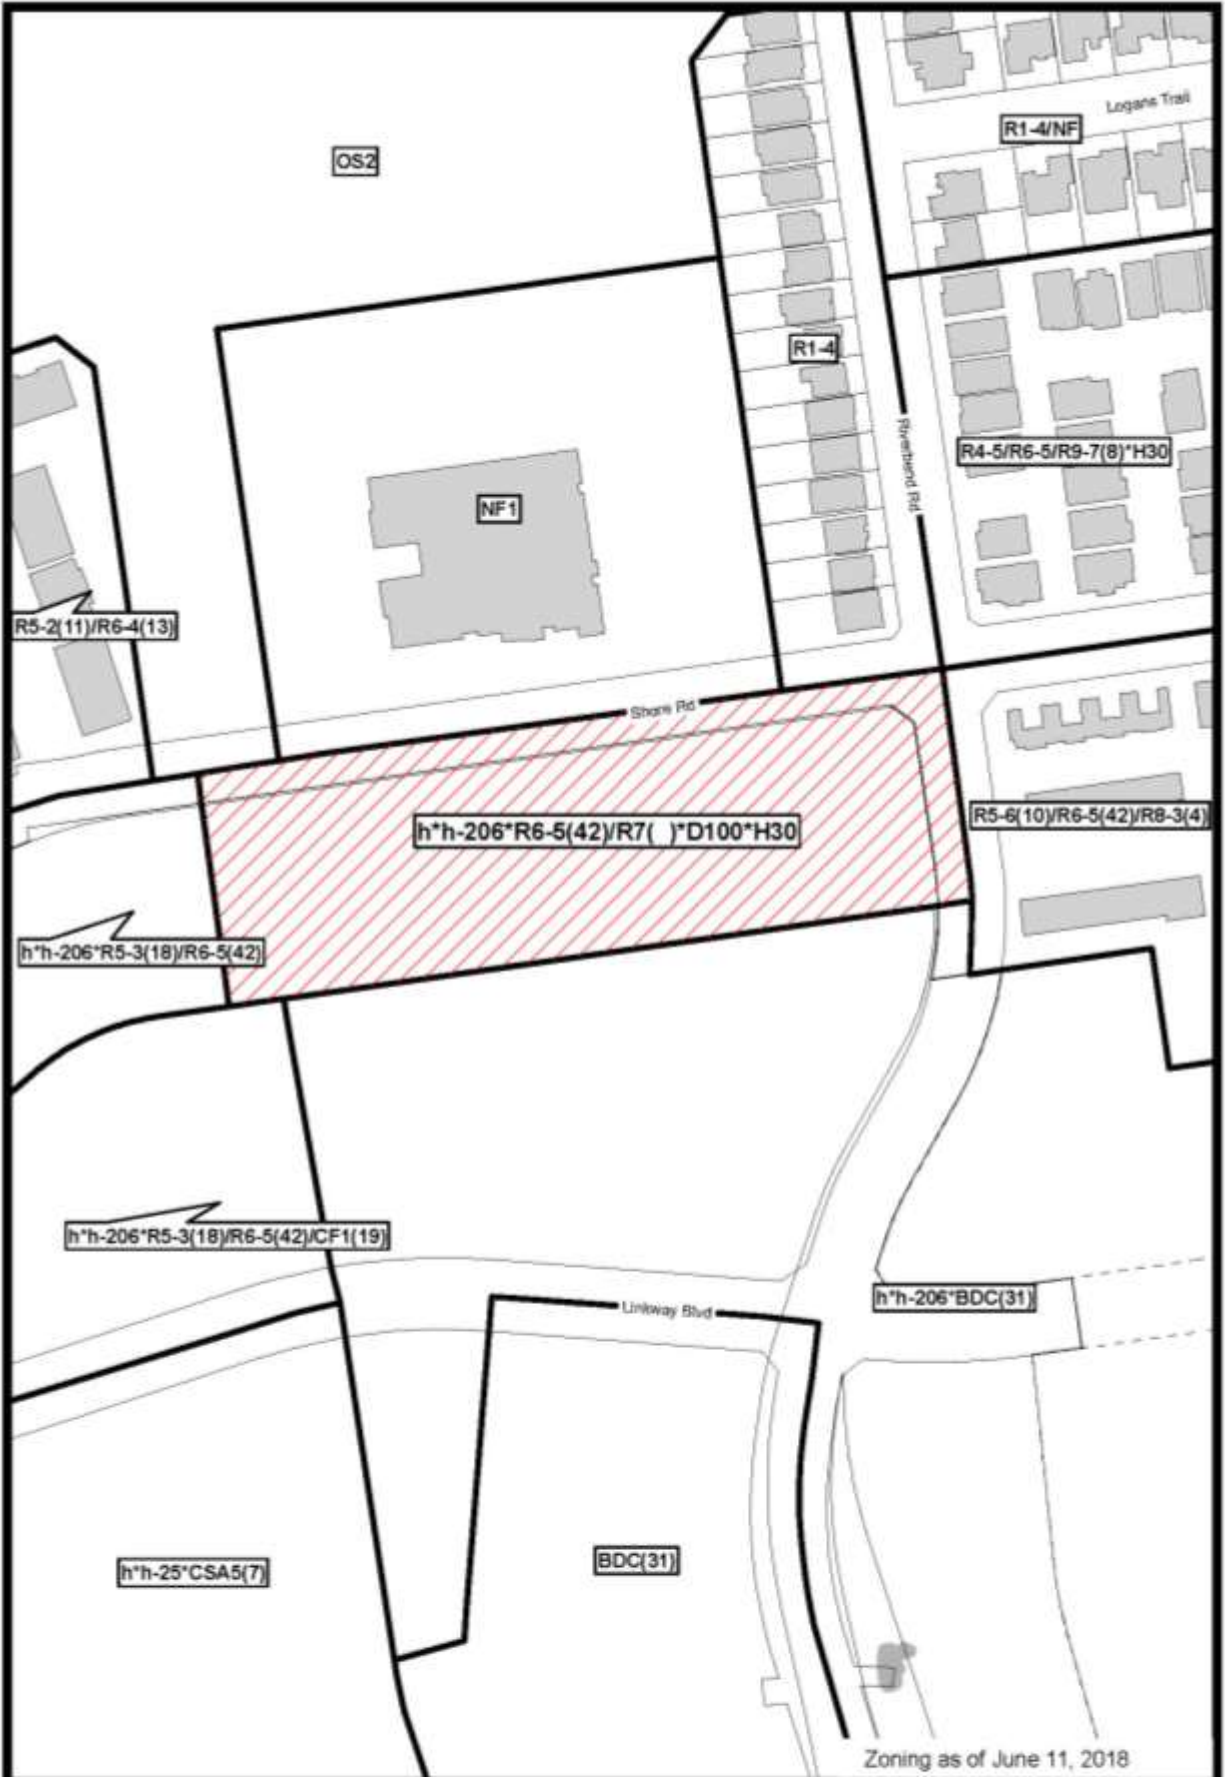 Logans Trail
R1-4/NF
OS2
R1-4
Riverbend Rd
R4-5/R6-5/R9-7(8)*H30
NF1
R5-2(11)/R6-4(13)
Shore Rd
h*h-206*R6-5(42)/R7( )*D100*H30
R5-6(10)/R6-5(42)/R8-3(4)
h*h-206*R5-3(18)/R6-5(42)
h*h-206*R5-3(18)/R6-5(42)/CF1(19)
h*h-206*BDC(31)
Linkway Blvd
h*h-25*CSA5(7)
BDC(31)
Zoning as of June 11, 2018